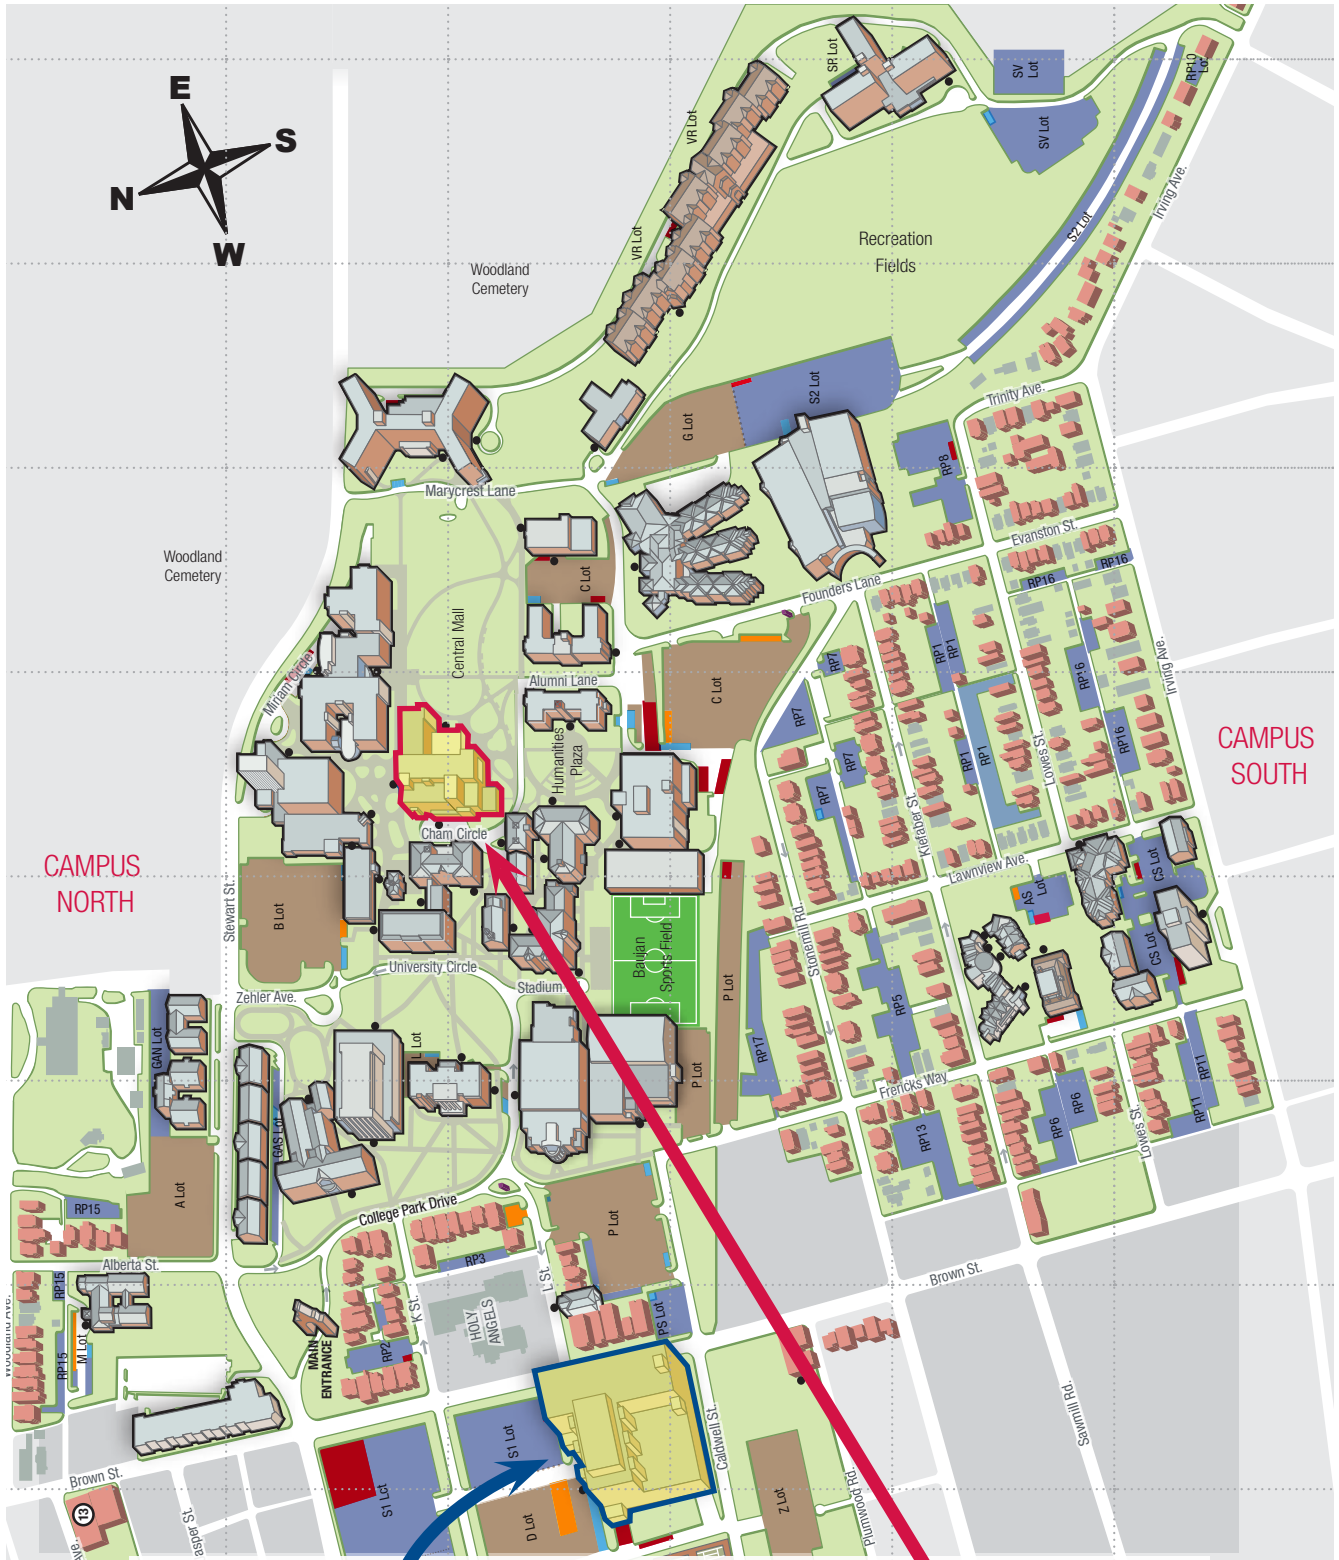 E
S
N
W
SR Lot
SV
Lot
RP10
Lot
VR Lot
SV Lot
Irving Ave.
VR Lot
S2 Lot
Recreation
Fields
Woodland
Cemetery
S2 Lot
G Lot
Trinity Ave.
RP8
Marycrest Lane
Evanston St.
Woodland
Cemetery
C Lot
Founders Lane
RP16
RP16
Central Mall
Miriam Circle
Alumni Lane
C Lot
RP7
RP1
RP1
RP16
Irving Ave.
RP7
Humanities
Plaza
RP7
RP1
RP1
Lowes St.
RP16
CAMPUS
SOUTH
RP7
Kiefaber St.
Cham Circle
CAMPUS
NORTH
Lawnview Ave.
CS Lot
AS
Lot
Stewart St.
B Lot
Stonemill Rd.
CS Lot
Baujan
Sports Field
University Circle
Stadium
P Lot
Zehler Ave.
RP5
GAN Lot
L Lot
RP17
P Lot
Frericks Way
RP11
GAS Lot
RP6
RP6
RP11
RP13
Lowes St.
A Lot
RP15
College Park Drive
P Lot
Alberta St.
RP3
L St.
Brown St.
RP15
K St.
HOLY
ANGELS
PS Lot
Woodland Ave.
M Lot
RP15
MAIN
ENTRANCE
RP2
Caldwell St.
Sawmill Rd.
S1 Lot
Brown St.
S1 Lot
D Lot
Z Lot
Plumwood Rd.
13
asper St.
Ave.